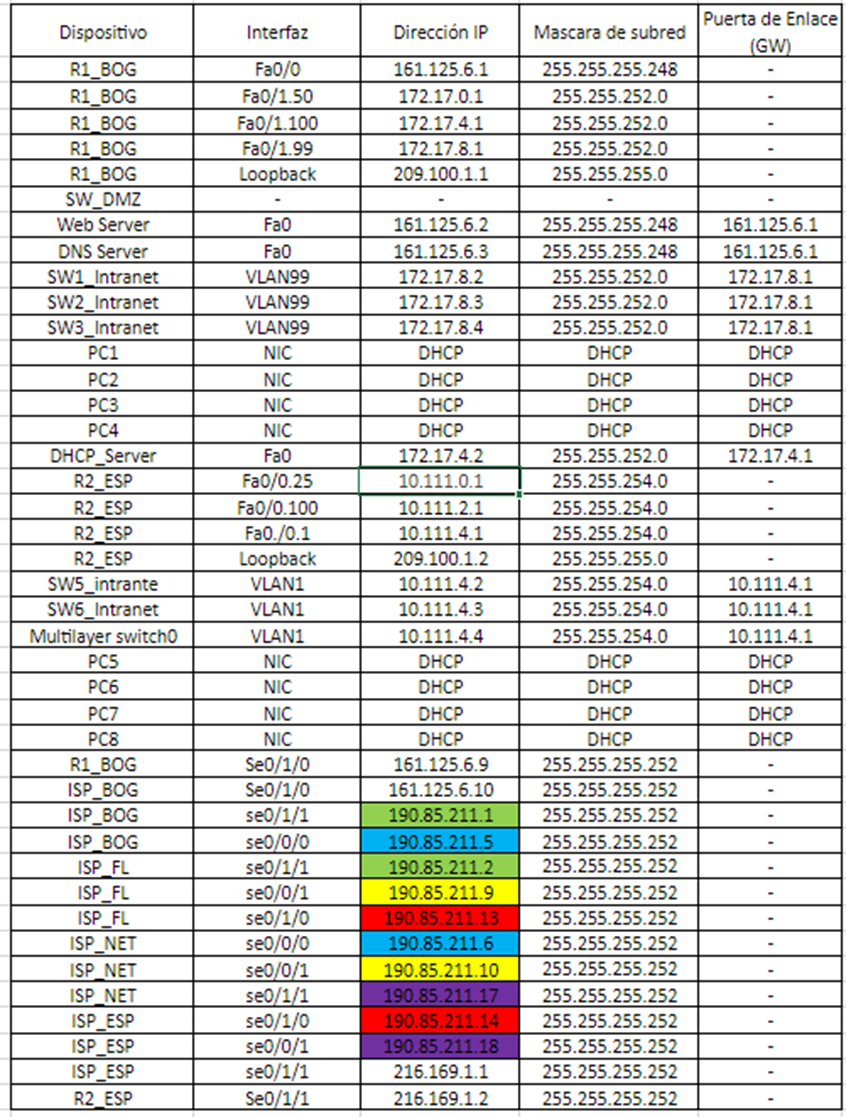 Dispositivo Interfaz Dirección IP Mascara de subred Puerta de Enlace (GW)
R1_BOG Fa0/0 161.125.6.1 255.255.255.248 -
R1_BOG Fa0/1.50 172.17.0.1 255.255.252.0 -
R1_BOG Fa0/1.100 172.17.4.1 255.255.252.0 -
R1_BOG Fa0/1.99 172.17.8.1 255.255.252.0 -
R1_BOG Loopback 209.100.1.1 255.255.255.0 -
SW_DMZ - - - -
Web Server Fa0 161.125.6.2 255.255.255.248 161.125.6.1
DNS Server Fa0 161.125.6.3 255.255.255.248 161.125.6.1
SW1_Intranet VLAN99 172.17.8.2 255.255.252.0 172.17.8.1
SW2_Intranet VLAN99 172.17.8.3 255.255.252.0 172.17.8.1
SW3_Intranet VLAN99 172.17.8.4 255.255.252.0 172.17.8.1
PC1 NIC DHCP DHCP DHCP
PC2 NIC DHCP DHCP DHCP
PC3 NIC DHCP DHCP DHCP
PC4 NIC DHCP DHCP DHCP
DHCP_Server Fa0 172.17.4.2 255.255.252.0 172.17.4.1
R2_ESP Fa0/0.25 10.111.0.1 255.255.254.0 -
R2_ESP Fa0/0.100 10.111.2.1 255.255.254.0 -
R2_ESP Fa0./0.1 10.111.4.1 255.255.254.0 -
R2_ESP Loopback 209.100.1.2 255.255.255.0 -
SW5_intrante VLAN1 10.111.4.2 255.255.254.0 10.111.4.1
SW6_Intranet VLAN1 10.111.4.3 255.255.254.0 10.111.4.1
Multilayer switch0 VLAN1 10.111.4.4 255.255.254.0 10.111.4.1
PC5 NIC DHCP DHCP DHCP
PC6 NIC DHCP DHCP DHCP
PC7 NIC DHCP DHCP DHCP
PC8 NIC DHCP DHCP DHCP
R1_BOG Se0/1/0 161.125.6.9 255.255.255.252 -
ISP_BOG Se0/1/0 161.125.6.10 255.255.255.252 -
ISP_BOG se0/1/1 190.85.211.1 255.255.255.252 -
ISP_BOG se0/0/0 190.85.211.5 255.255.255.252 -
ISP_FL se0/1/1 190.85.211.2 255.255.255.252 -
ISP_FL se0/0/1 190.85.211.9 255.255.255.252 -
ISP_FL se0/1/0 190.85.211.13 255.255.255.252 -
ISP_NET se0/0/0 190.85.211.6 255.255.255.252 -
ISP_NET se0/0/1 190.85.211.10 255.255.255.252 -
ISP_NET se0/1/1 190.85.211.17 255.255.255.252 -
ISP_ESP se0/1/0 190.85.211.14 255.255.255.252 -
ISP_ESP se0/0/1 190.85.211.18 255.255.255.252 -
ISP_ESP se0/1/1 216.169.1.1 255.255.255.252 -
R2_ESP Se0/1/1 216.169.1.2 255.255.255.252 -